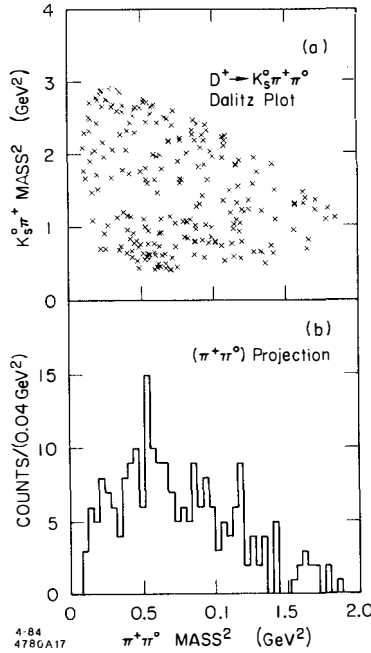 (a)
D⁺→K⁰ₛπ⁺π⁰
Dalitz Plot
K⁰ₛπ⁺ MASS² (GeV²)
4
3
2
1
0
(b)
(π⁺π⁰) Projection
COUNTS/(0.04 GeV²)
15
10
5
0
0 0.5 1.0 1.5 2.0
π⁺π⁰ MASS² (GeV²)
4-84
4780A17